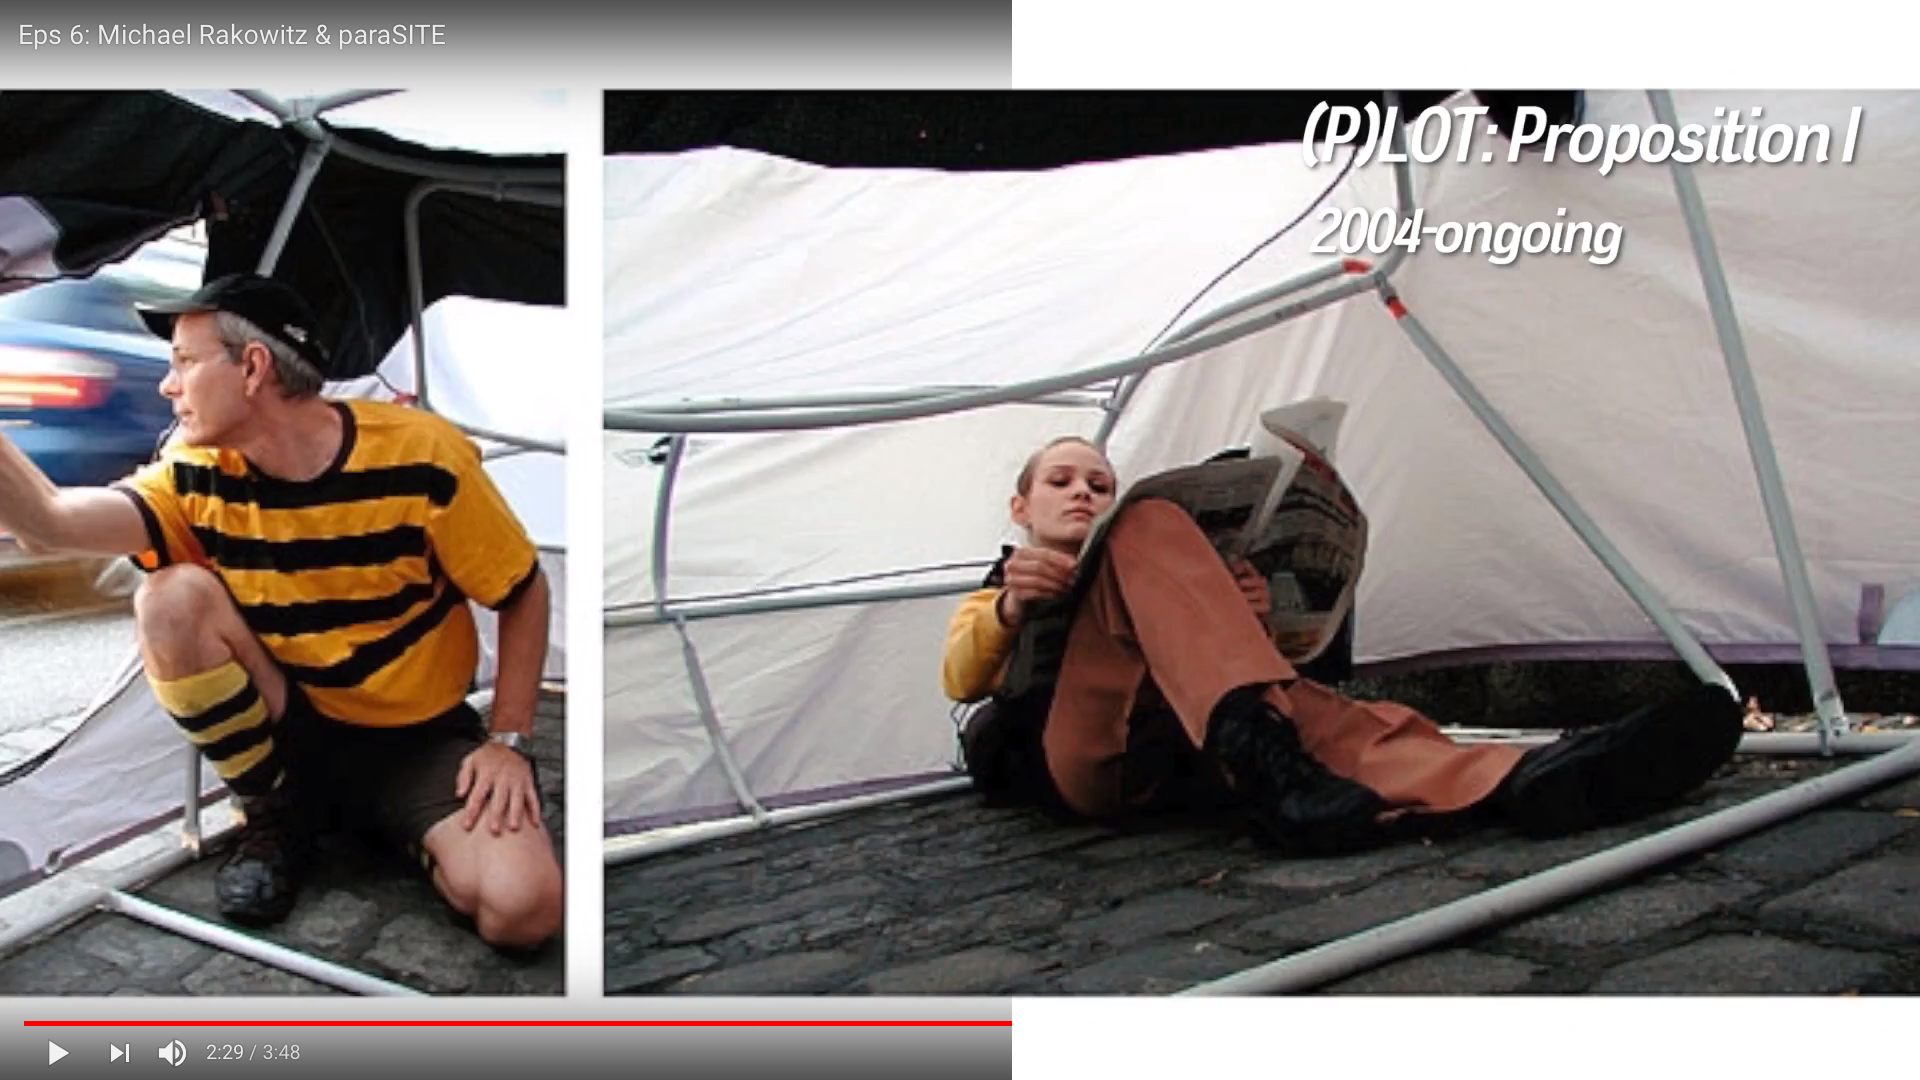 Eps 6: Michael Rakowitz & paraSITE
(P)LOT: Proposition I
2004-ongoing
2:29 / 3:48